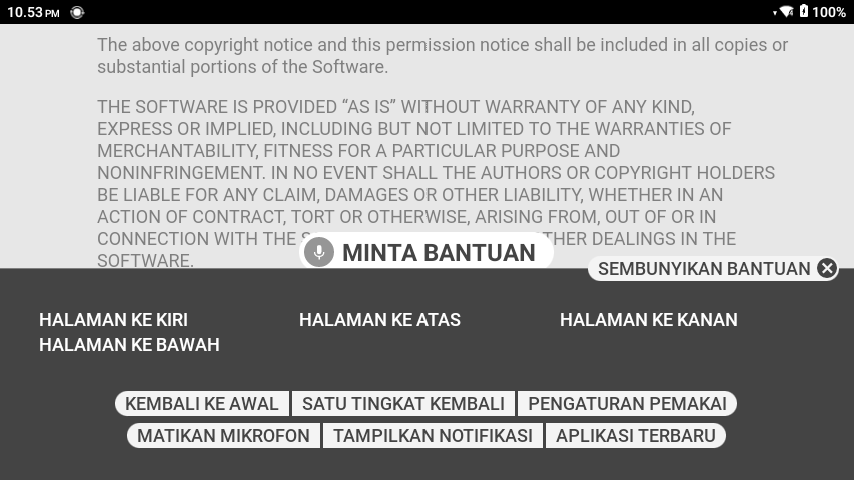 10.53 PM 100%
The above copyright notice and this permission notice shall be included in all copies or
substantial portions of the Software.
THE SOFTWARE IS PROVIDED “AS IS” WITHOUT WARRANTY OF ANY KIND,
EXPRESS OR IMPLIED, INCLUDING BUT NOT LIMITED TO THE WARRANTIES OF
MERCHANTABILITY, FITNESS FOR A PARTICULAR PURPOSE AND
NONINFRINGEMENT. IN NO EVENT SHALL THE AUTHORS OR COPYRIGHT HOLDERS
BE LIABLE FOR ANY CLAIM, DAMAGES OR OTHER LIABILITY, WHETHER IN AN
ACTION OF CONTRACT, TORT OR OTHERWISE, ARISING FROM, OUT OF OR IN
CONNECTION WITH THE DEALINGS IN THE
SOFTWARE.
MINTA BANTUAN
SEMBUNYIKAN BANTUAN
HALAMAN KE KIRI HALAMAN KE ATAS HALAMAN KE KANAN
HALAMAN KE BAWAH
KEMBALI KE AWAL SATU TINGKAT KEMBALI PENGATURAN PEMAKAI
MATIKAN MIKROFON TAMPILKAN NOTIFIKASI APLIKASI TERBARU